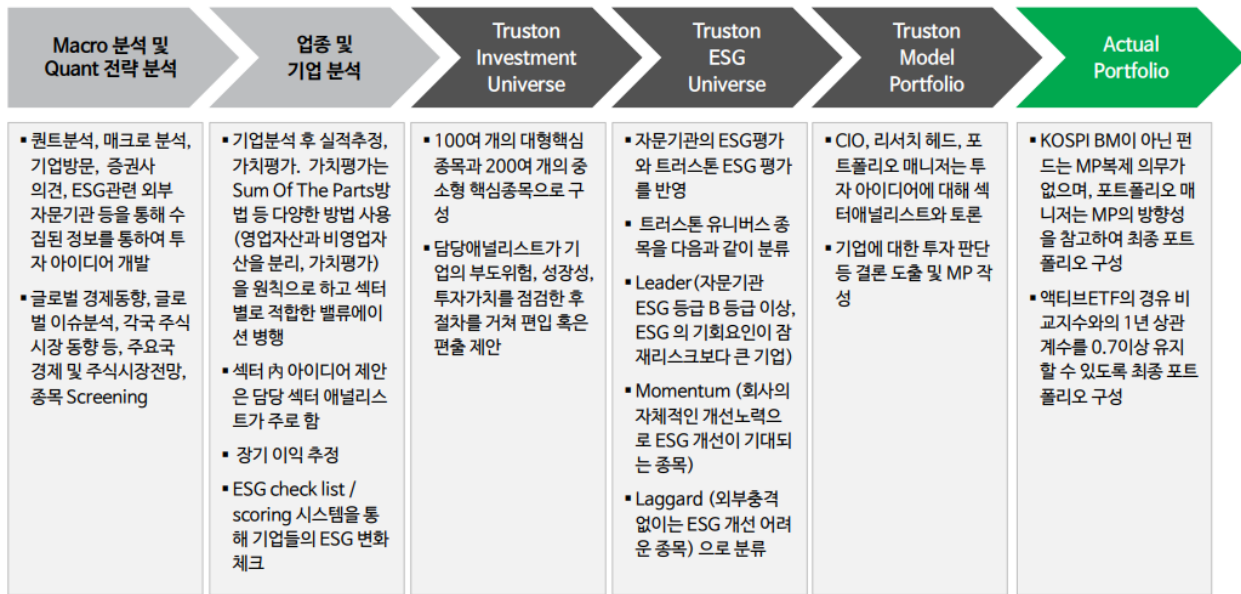 Macro 분석 및
Quant 전략 분석
업종 및
기업 분석
Truston
Investment
Universe
Truston
ESG
Universe
Truston
Model
Portfolio
Actual
Portfolio
▪ 퀀트분석, 매크로 분석,
기업방문, 증권사
의견, ESG관련 외부
자문기관 등을 통해 수
집된 정보를 통하여 투
자 아이디어 개발
▪ 글로벌 경제동향, 글로
벌 이슈분석, 각국 주식
시장 동향 등, 주요국
경제 및 주식시장전망,
종목 Screening
▪ 기업분석 후 실적추정,
가치평가. 가치평가는
Sum Of The Parts방
법 등 다양한 방법 사용
(영업자산과 비영업자
산을 분리, 가치평가)
을 원칙으로 하고 섹터
별로 적합한 밸류에이
션 병행
▪ 섹터 內 아이디어 제안
은 담당 섹터 애널리스
트가 주로 함
▪ 장기 이익 추정
▪ ESG check list /
scoring 시스템을 통
해 기업들의 ESG 변화
체크
▪ 100여 개의 대형핵심
종목과 200여 개의 중
소형 핵심종목으로 구
성
▪ 담당애널리스트가 기
업의 부도위험, 성장성,
투자가치를 점검한 후
절차를 거쳐 편입 혹은
편출 제안
▪ 자문기관의 ESG평가
와 트러스톤 ESG 평가
를 반영
▪ 트러스톤 유니버스 종
목을 다음과 같이 분류
▪ Leader(자문기관
ESG 등급 B 등급 이상,
ESG 의 기회요인이 잠
재리스크보다 큰 기업)
▪ Momentum (회사의
자체적인 개선노력으
로 ESG 개선이 기대되
는 종목)
▪ Laggard (외부충격
없이는 ESG 개선 어려
운 종목) 으로 분류
▪ CIO, 리서치 헤드, 포
트폴리오 매니저는 투
자 아이디어에 대해 섹
터애널리스트와 토론
▪ 기업에 대한 투자 판단
등 결론 도출 및 MP 작
성
▪ KOSPI BM이 아닌 펀
드는 MP복제 의무가
없으며, 포트폴리오 매
니저는 MP의 방향성
을 참고하여 최종 포트
폴리오 구성
▪ 액티브ETF의 경유 비
교지수와의 1년 상관
계수를 0.7이상 유지
할 수 있도록 최종 포트
폴리오 구성